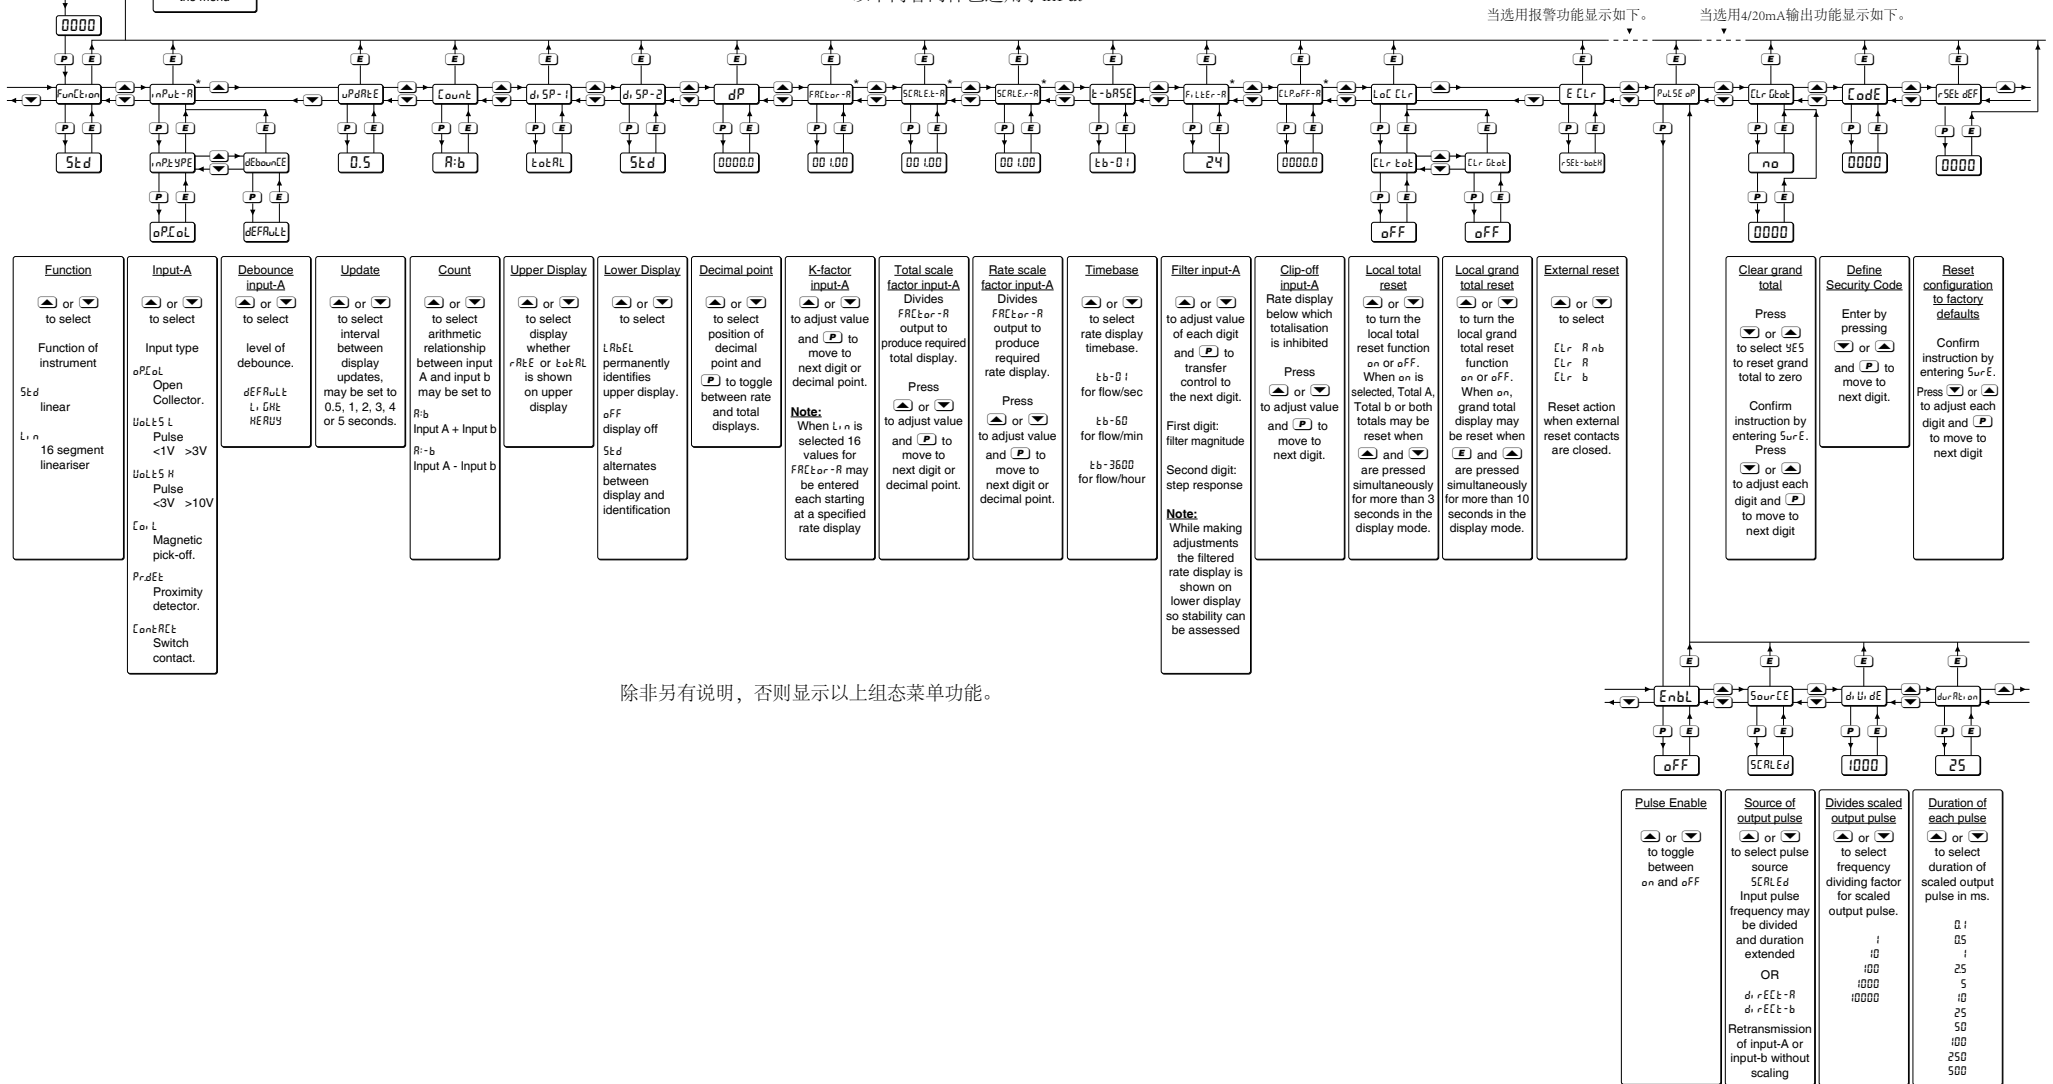 the menu
当选用报警功能显示如下。
当选用4/20mA输出功能显示如下。
0000
P E E E E E E E E E E E E E E E E E E
FunCtion inPut-A * uPdAtE Count diSP-1 diSP-2 dP FACtor-A * SCALE.t-A * SCALE.r-A * t-bASE FiLtEr-A * CLP.oFF-A * LoC CLr E CLr PuLSE oP CLr Gtot CodE rSEt dEF
Std inP.tYPE dEbounCE 0.5 A:b totAL Std 0000.0 001.00 001.00 001.00 tb-01 24 0000.0 CLr tot CLr Gtot rSEt-botH no 0000 0000
oP.CoL dEFAuLt oFF oFF 0000
Function
or
to select
Function of
instrument
Std
linear
Lin
16 segment
lineariser
Input-A
or
to select
Input type
oP.CoL
Open
Collector.
VoLtS L
Pulse
<1V >3V
VoLtS H
Pulse
<3V >10V
CoiL
Magnetic
pick-off.
Pr.dEt
Proximity
detector.
ContACt
Switch
contact.
Debounce
input-A
or
to select
level of
debounce.
dEFAuLt
LiGHt
HEAVY
Update
or
to select
interval
between
display
updates,
may be set to
0.5, 1, 2, 3, 4
or 5 seconds.
Count
or
to select
arithmetic
relationship
between input
A and input b
may be set to
A:b
Input A + Input b
A:-b
Input A - Input b
Upper Display
or
to select
display
whether
rAtE or totAL
is shown
on upper
display
Lower Display
or
to select
LAbEL
permanently
identifies
upper display.
oFF
display off
Std
alternates
between
display and
identification
Decimal point
or
to select
position of
decimal
point and
P to toggle
between rate
and total
displays.
K-factor
input-A
or
to adjust value
and P to
move to
next digit or
decimal point.
Note:
When Lin is
selected 16
values for
FACtor-A may
be entered
each starting
at a specified
rate display
Total scale
factor input-A
Divides
FACtor-A
output to
produce required
total display.
Press
or
to adjust value
and P to
move to
next digit or
decimal point.
Rate scale
factor input-A
Divides
FACtor-A
output to
produce
required
rate display.
Press
or
to adjust value
and P to
move to
next digit or
decimal point.
Timebase
or
to select
rate display
timebase.
tb-01
for flow/sec
tb-60
for flow/min
tb-3600
for flow/hour
Filter input-A
or
to adjust value
of each digit
and P to
transfer
control to
the next digit.
First digit:
filter magnitude
Second digit:
step response
Note:
While making
adjustments
the filtered
rate display is
shown on
lower display
so stability can
be assessed
Clip-off
input-A
Rate display
below which
totalisation
is inhibited
Press
or
to adjust value
and P to
move to
next digit.
Local total
reset
or
to turn the
local total
reset function
on or oFF.
When on is
selected, Total A,
Total b or both
totals may be
reset when
and
are pressed
simultaneously
for more than 3
seconds in the
display mode.
Local grand
total reset
or
to turn the
local grand
total reset
function
on or oFF.
When on,
grand total
display may
be reset when
E and
are pressed
simultaneously
for more than 10
seconds in the
display mode.
External reset
or
to select
CLr Anb
CLr A
CLr b
Reset action
when external
reset contacts
are closed.
Clear grand
total
Press
or
to select YES
to reset grand
total to zero
Confirm
instruction by
entering SurE.
Press
or
to adjust each
digit and P
to move to
next digit
Define
Security Code
Enter by
pressing
or
and P to
move to
next digit.
Reset
configuration
to factory
defaults
Confirm
instruction by
entering SurE.
Press or
to adjust each
digit and P
to move to
next digit
除非另有说明，否则显示以上组态菜单功能。
E E E E
EnbL SourCE diVidE durAtion
P E P E P E P E
oFF SCALEd 1000 25
Pulse Enable
or
to toggle
between
on and oFF
Source of
output pulse
or
to select pulse
source
SCALEd
Input pulse
frequency may
be divided
and duration
extended
OR
dirECt-A
dirECt-b
Retransmission
of input-A or
input-b without
scaling
Divides scaled
output pulse
or
to select
frequency
dividing factor
for scaled
output pulse.
1
10
100
1000
10000
Duration of
each pulse
or
to select
duration of
scaled output
pulse in ms.
0.1
0.5
1
2.5
5
10
25
50
100
250
500